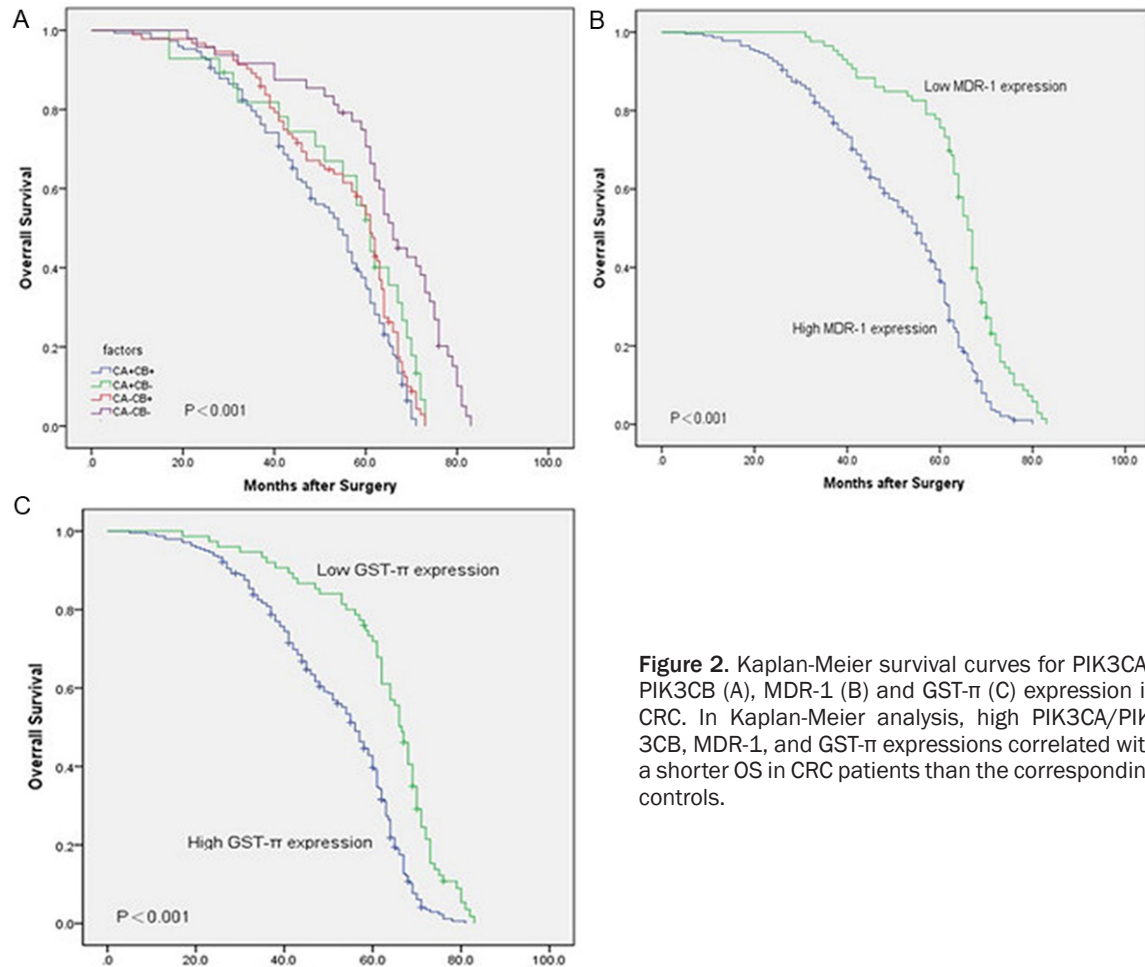 A
1.0
0.8
0.6
0.4
0.2
0.0
Overrall Survival
factors
CA+CB+
CA+CB-
CA-CB+
CA-CB-
P<0.001
.0 20.0 40.0 60.0 80.0 100.0
Months after Surgery
B
1.0
0.8
0.6
0.4
0.2
0.0
Overrall Survival
Low MDR-1 expression
High MDR-1 expression
P<0.001
.0 20.0 40.0 60.0 80.0 100.0
Months after Surgery
C
1.0
0.8
0.6
0.4
0.2
0.0
Overall Survival
Low GST-π expression
High GST-π expression
P<0.001
.0 20.0 40.0 60.0 80.0 100.0
Figure 2. Kaplan-Meier survival curves for PIK3CA
PIK3CB (A), MDR-1 (B) and GST-π (C) expression i
CRC. In Kaplan-Meier analysis, high PIK3CA/PIK
3CB, MDR-1, and GST-π expressions correlated wit
a shorter OS in CRC patients than the correspondin
controls.